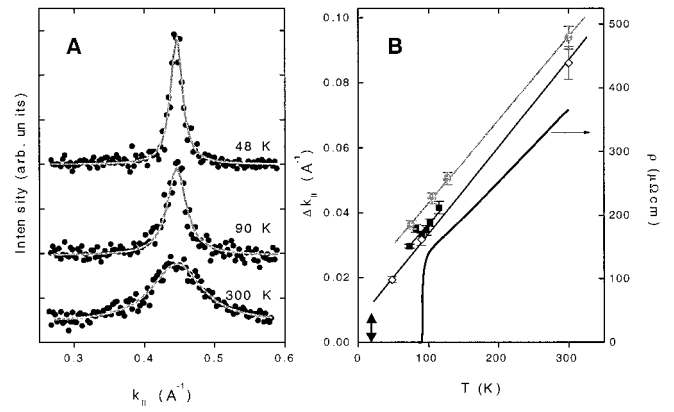 A
Intensity (arb. units)
48 K
90 K
300 K
0.3
0.4
0.5
0.6
k|| (A⁻¹)
B
Δk|| (A⁻¹)
0.10
0.08
0.06
0.04
0.02
0.00
0
100
200
300
T (K)
500
400
300
200
100
0
ρ (μΩcm)